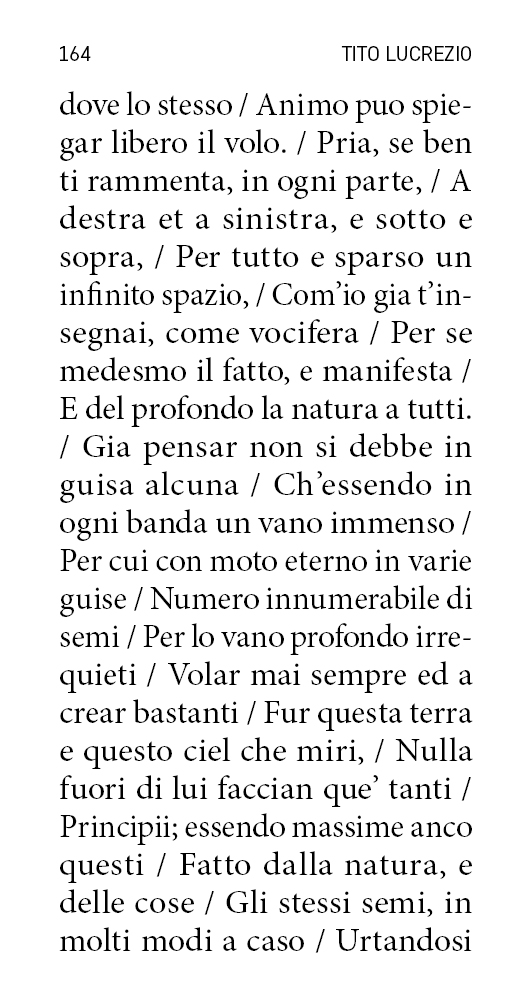 164 TITO LUCREZIO
dove lo stesso / Animo puo spie-
gar libero il volo. / Pria, se ben
ti rammenta, in ogni parte, / A
destra et a sinistra, e sotto e
sopra, / Per tutto e sparso un
infinito spazio, / Com’io gia t’in-
segnai, come vocifera / Per se
medesmo il fatto, e manifesta /
E del profondo la natura a tutti.
/ Gia pensar non si debbe in
guisa alcuna / Ch’essendo in
ogni banda un vano immenso /
Per cui con moto eterno in varie
guise / Numero innumerabile di
semi / Per lo vano profondo irre-
quieti / Volar mai sempre ed a
crear bastanti / Fur questa terra
e questo ciel che miri, / Nulla
fuori di lui faccian que’ tanti /
Principii; essendo massime anco
questi / Fatto dalla natura, e
delle cose / Gli stessi semi, in
molti modi a caso / Urtandosi